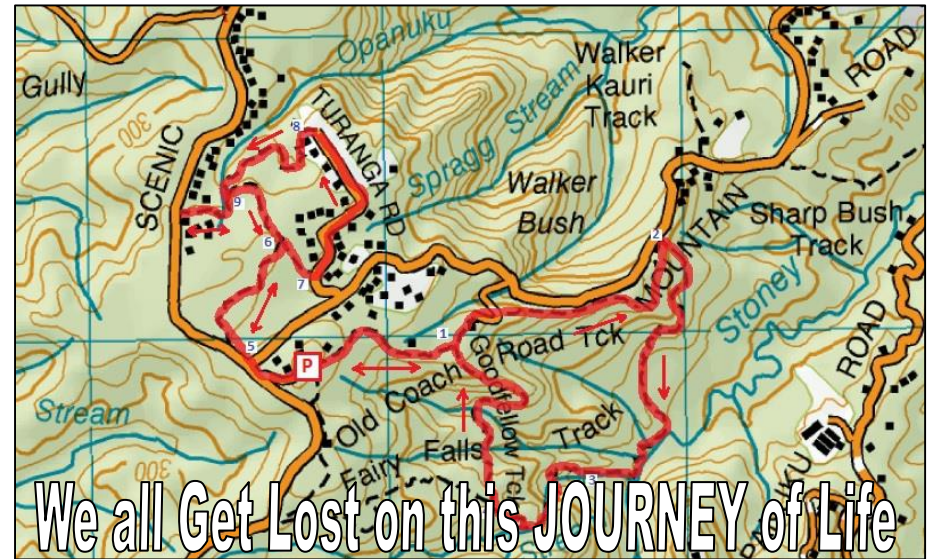 Opanuku
Gully
Walker
Kauri
Track
ROAD
300
100
TURANGA RD
SCENIC
Spragg Stream
Walker
Bush
8
9
6
7
2
MOUNTAIN
Sharp Bush
Track
Stoney
1
5
P
Goodfellow Tck
Road Tck
Old Coach
ROAD
Stream
Track
Fairy Falls
300
3
We all Get Lost on this JOURNEY of Life